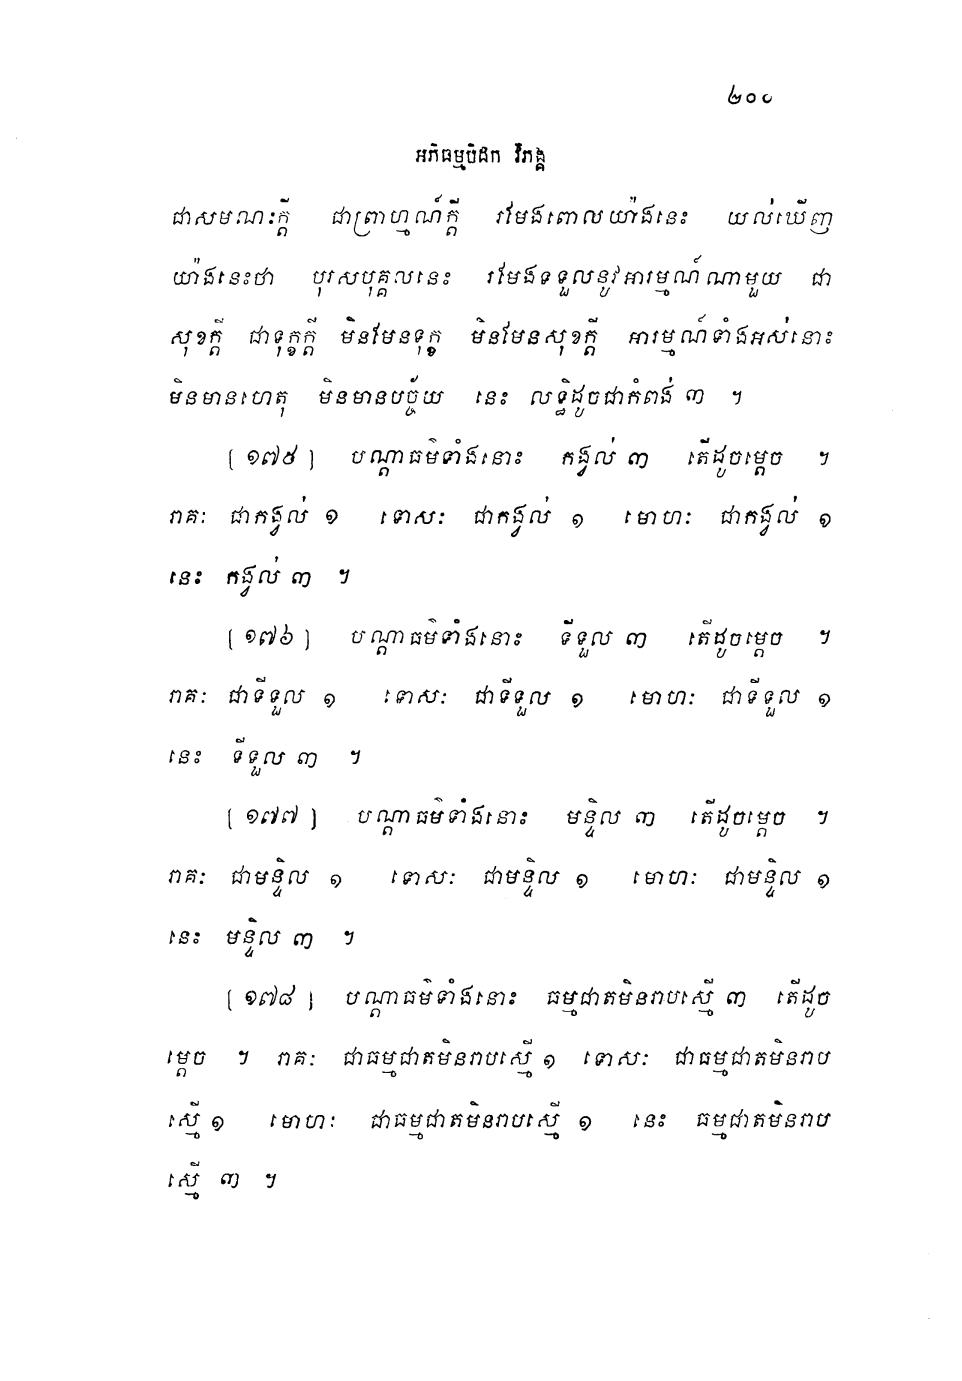 ២០០
អភិធម្មបិដក វិភង្គ
ជាសមណៈក្តី ជាព្រាហ្មណ៍ក្តី រមែងពោលយ៉ាងនេះ យល់ឃើញ
យ៉ាងនេះថា បុរសបុគ្គលនេះ រមែងទទួលនូវអារម្មណ៍ណាមួយ ជា
សុខក្តី ជាទុក្ខក្តី មិនមែនទុក្ខ មិនមែនសុខក្តី អារម្មណ៍ទាំងអស់នោះ
មិនមានហេតុ មិនមានបច្ច័យ នេះ លទ្ធិដូចជាកំពង់ ៣ ។
[ ១៧៥ ] បណ្តាធម៌ទាំងនោះ កង្វល់ ៣ តើដូចម្តេច ។
រាគៈ ជាកង្វល់ ១ ទោសៈ ជាកង្វល់ ១ មោហៈ ជាកង្វល់ ១
នេះ កង្វល់ ៣ ។
[ ១៧៦ ] បណ្តាធម៌ទាំងនោះ ទីទួល ៣ តើដូចម្តេច ។
រាគៈ ជាទីទួល ១ ទោសៈ ជាទីទួល ១ មោហៈ ជាទីទួល ១
នេះ ទីទួល ៣ ។
[ ១៧៧ ] បណ្តាធម៌ទាំងនោះ មន្ទិល ៣ តើដូចម្តេច ។
រាគៈ ជាមន្ទិល ១ ទោសៈ ជាមន្ទិល ១ មោហៈ ជាមន្ទិល ១
នេះ មន្ទិល ៣ ។
[ ១៧៨ ] បណ្តាធម៌ទាំងនោះ ធម្មជាតមិនរាបស្មើ ៣ តើដូច
ម្តេច ។ រាគៈ ជាធម្មជាតមិនរាបស្មើ ១ ទោសៈ ជាធម្មជាតមិនរាប
ស្មើ ១ មោហៈ ជាធម្មជាតមិនរាបស្មើ ១ នេះ ធម្មជាតមិនរាប
ស្មើ ៣ ។